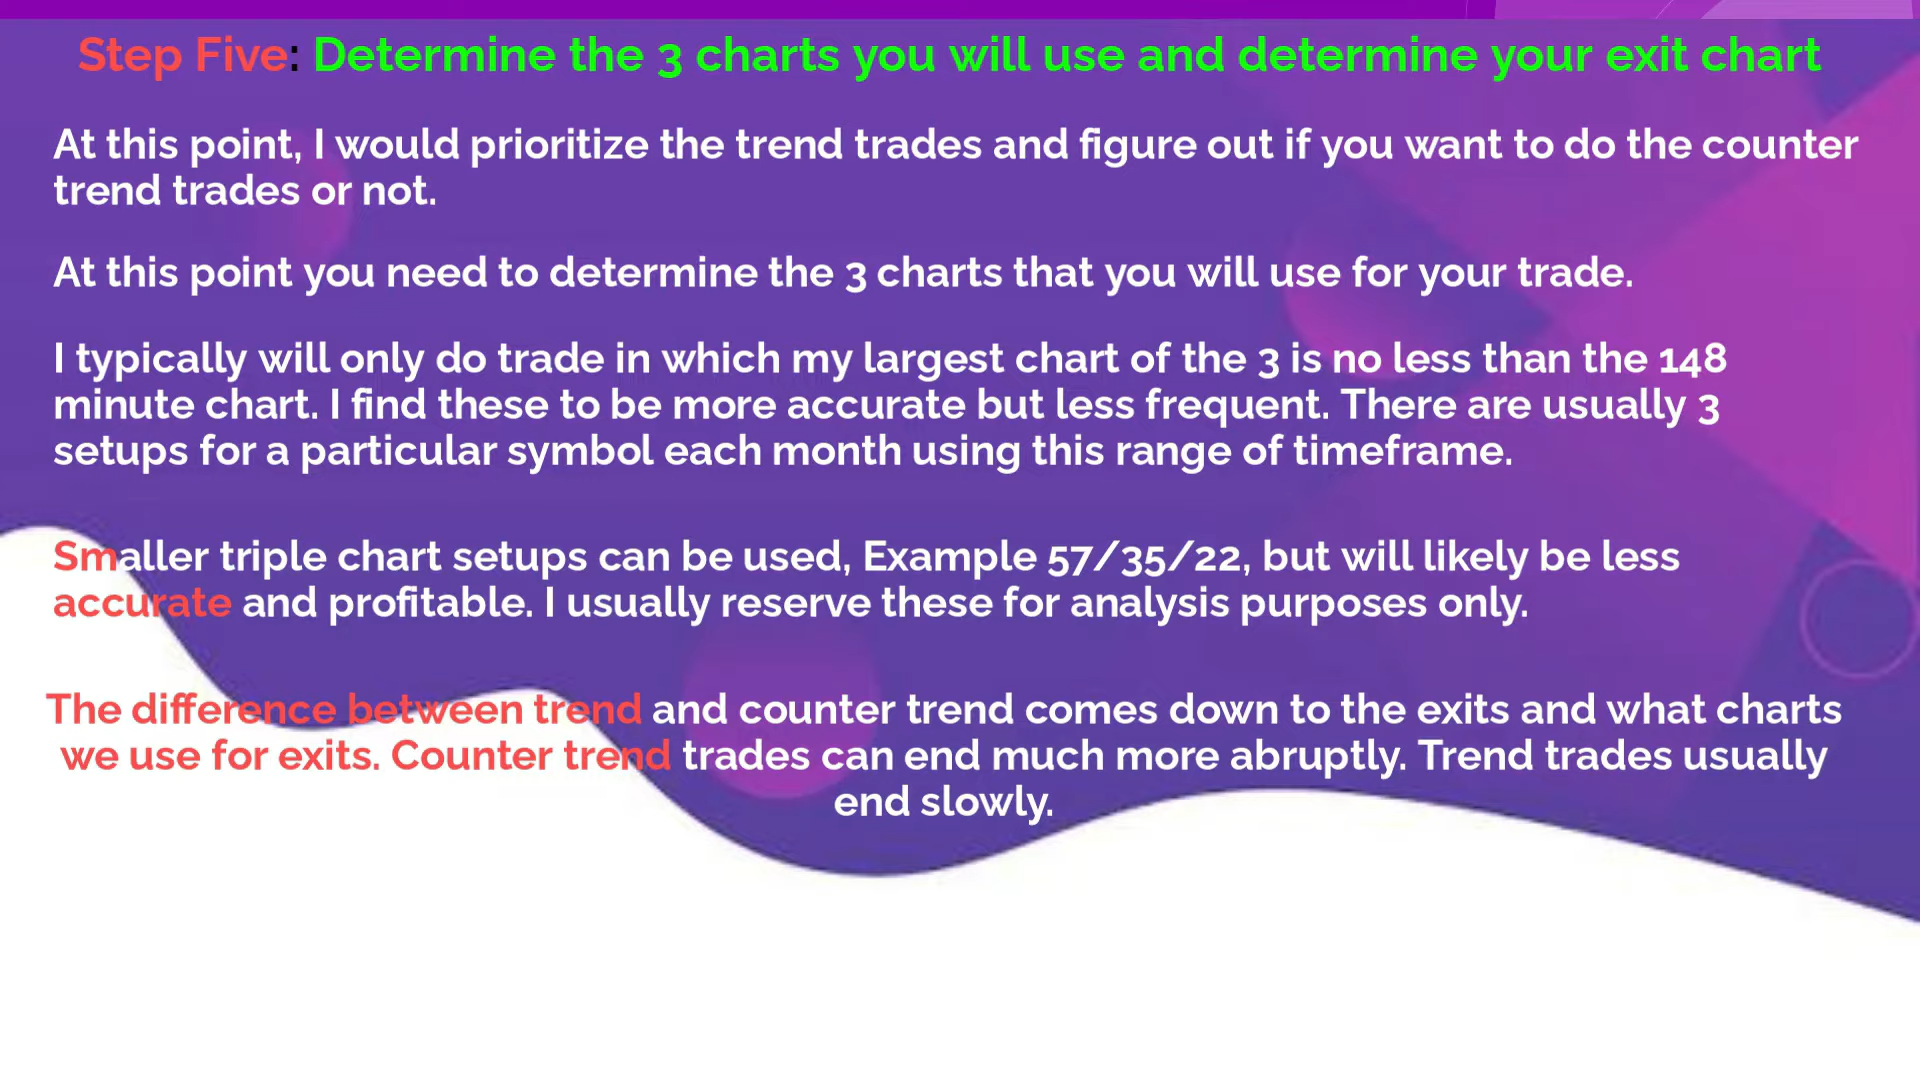 Step Five: Determine the 3 charts you will use and determine your exit chart
At this point, I would prioritize the trend trades and figure out if you want to do the counter
trend trades or not.
At this point you need to determine the 3 charts that you will use for your trade.
I typically will only do trade in which my largest chart of the 3 is no less than the 148
minute chart. I find these to be more accurate but less frequent. There are usually 3
setups for a particular symbol each month using this range of timeframe.
Smaller triple chart setups can be used, Example 57/35/22, but will likely be less
accurate and profitable. I usually reserve these for analysis purposes only.
The difference between trend and counter trend comes down to the exits and what charts
we use for exits. Counter trend trades can end much more abruptly. Trend trades usually
end slowly.